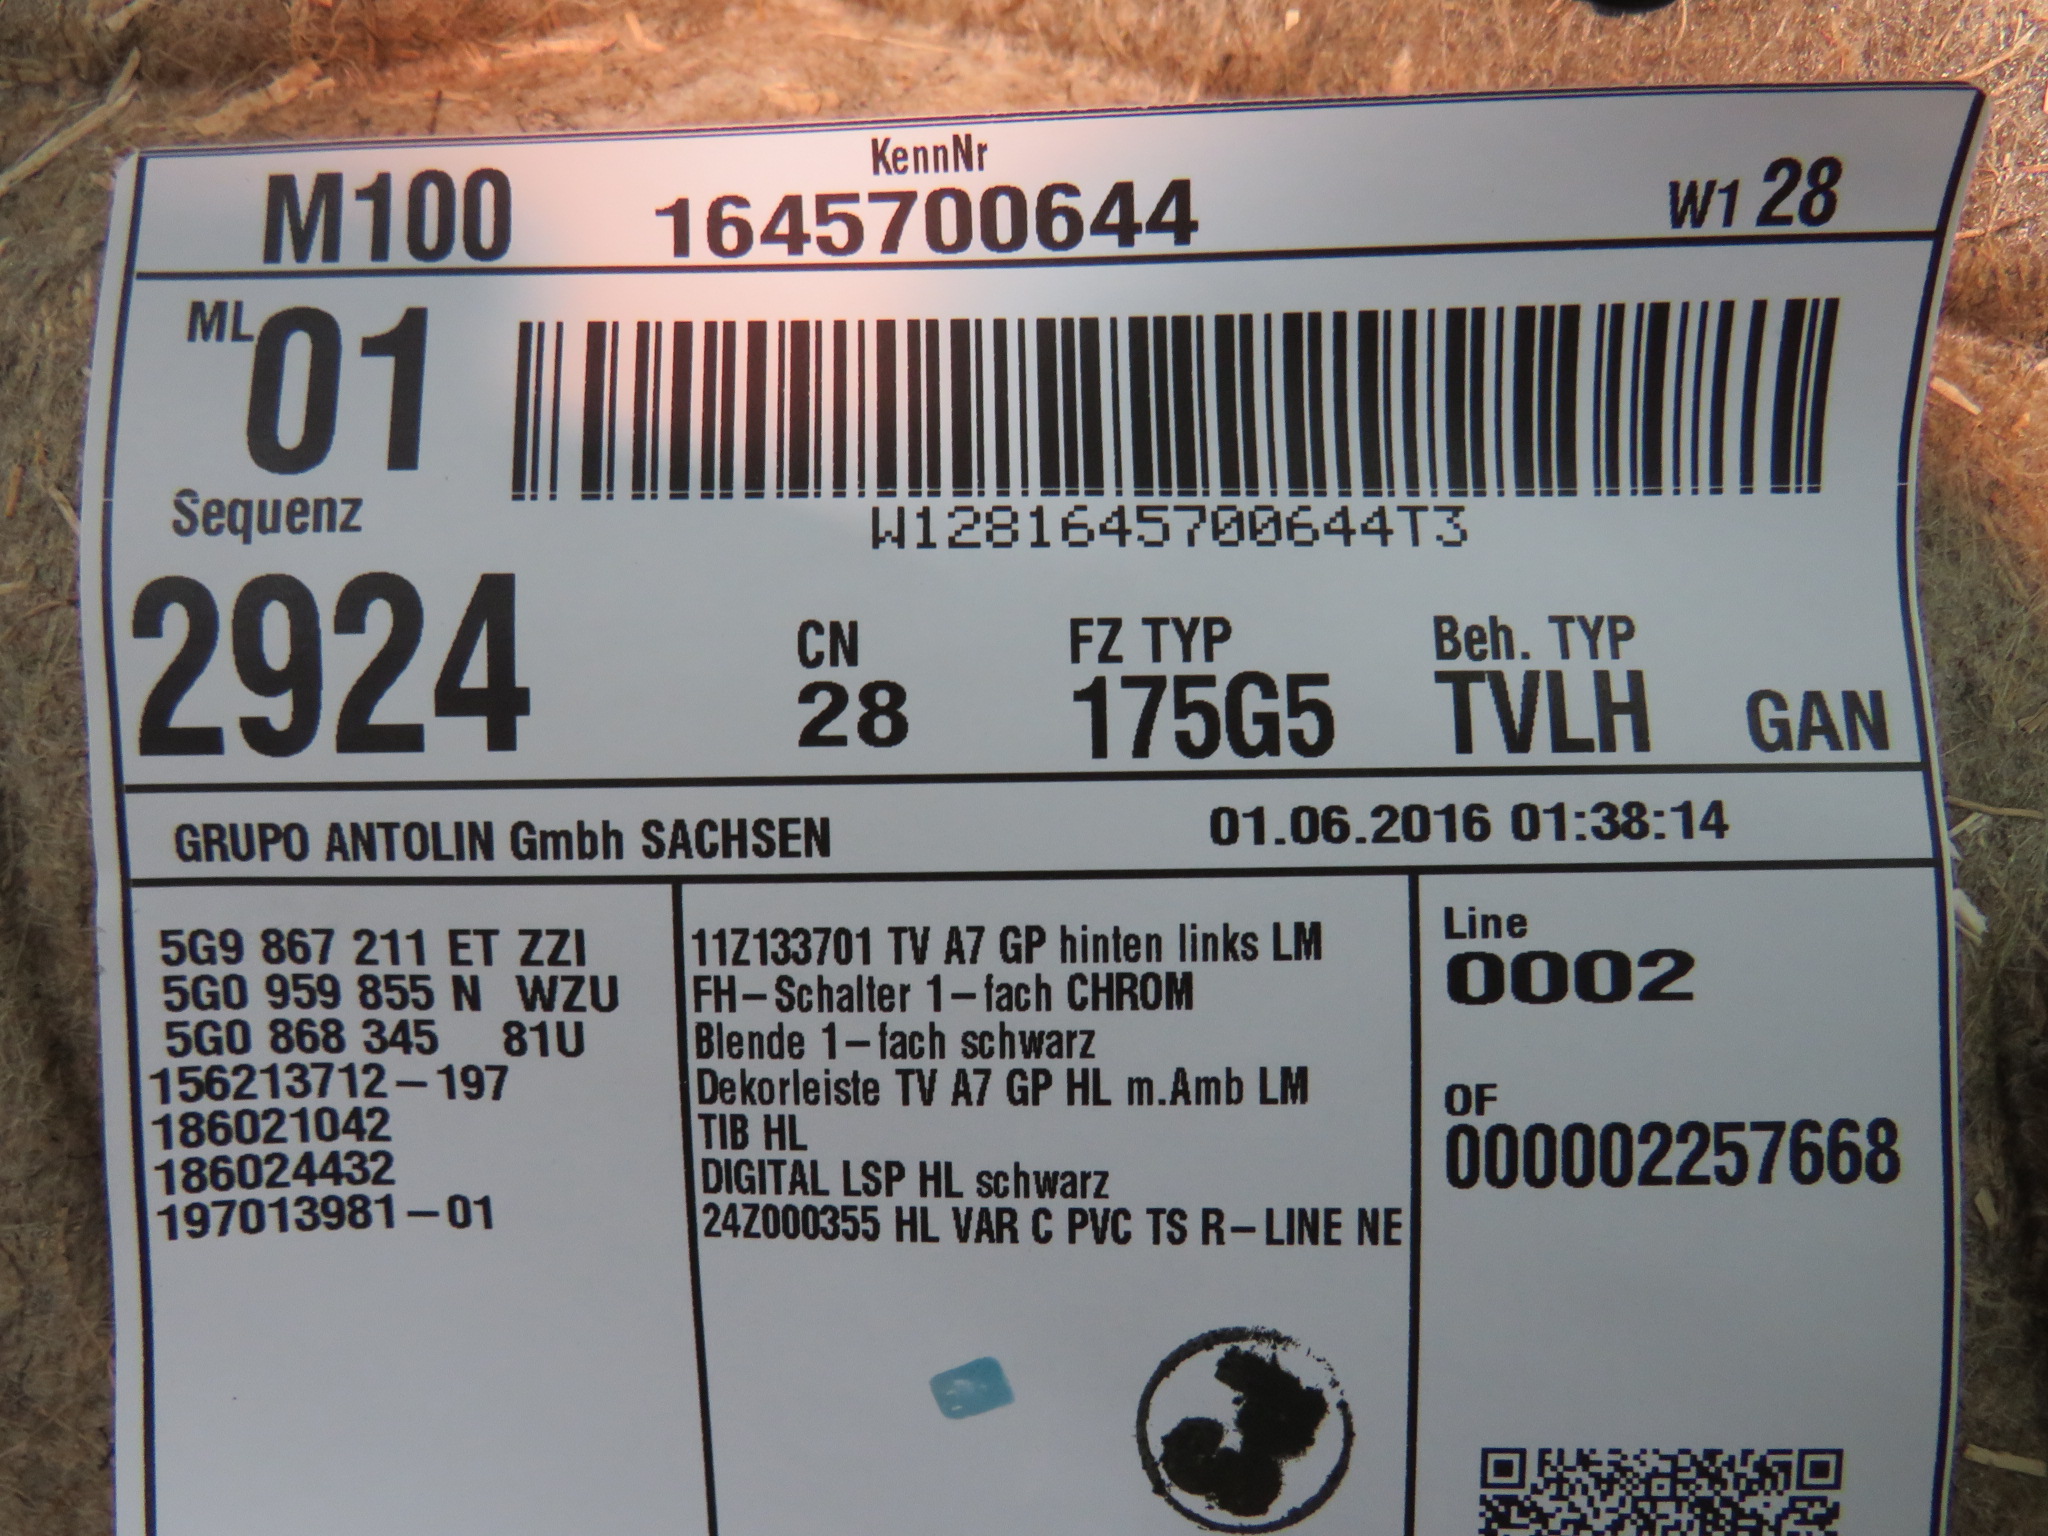 KennNr
M100 1645700644 W1 28
ML 01
W1281645700644T3
Sequenz
2924
CN FZ TYP Beh. TYP
28 175G5 TVLH GAN
GRUPO ANTOLIN Gmbh SACHSEN 01.06.2016 01:38:14
5G9 867 211 ET ZZI 11Z133701 TV A7 GP hinten links LM
5G0 959 855 N WZU FH-Schalter 1-fach CHROM
5G0 868 345 81U Blende 1-fach schwarz
156213712-197 Dekorleiste TV A7 GP HL m.Amb LM
186021042 TIB HL
186024432 DIGITAL LSP HL schwarz
197013981-01 24Z000355 HL VAR C PVC TS R-LINE NE
Line
0002
OF
000002257668